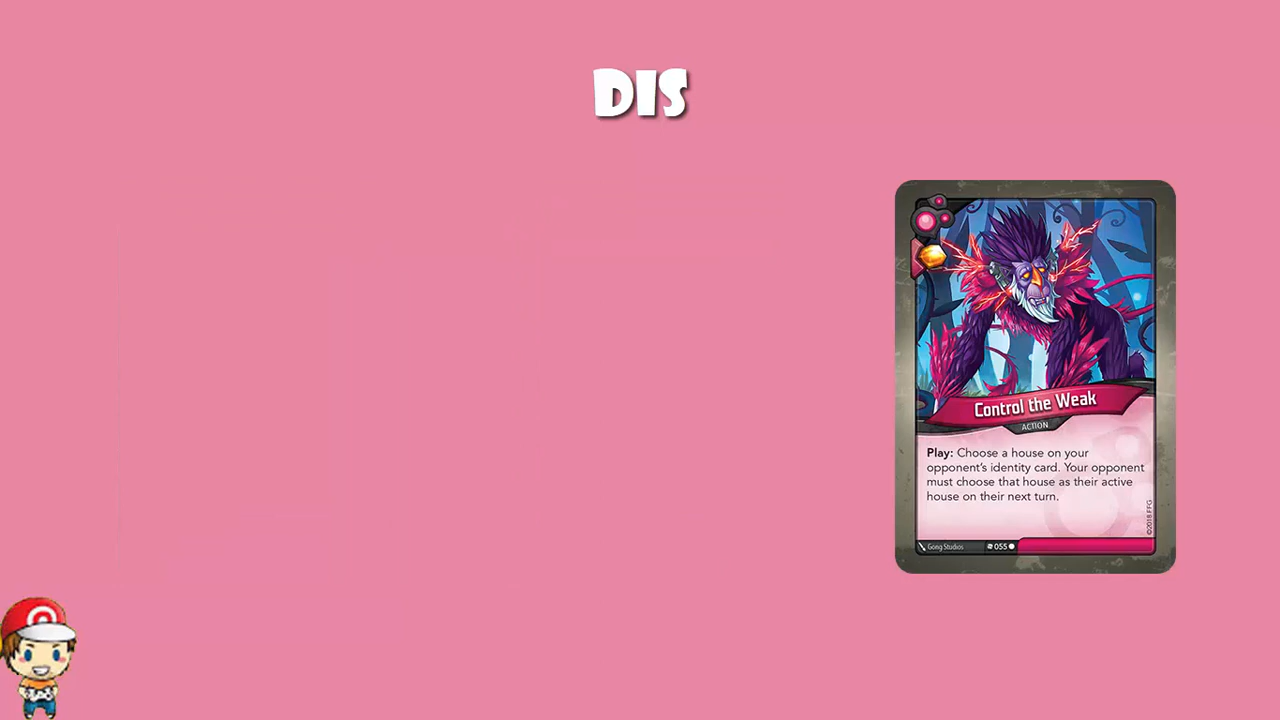 DIS
Control the Weak
ACTION
Play: Choose a house on your
opponent's identity card. Your opponent
must choose that house as their active
house on their next turn.
©2018 FFG
Gong Studios
055